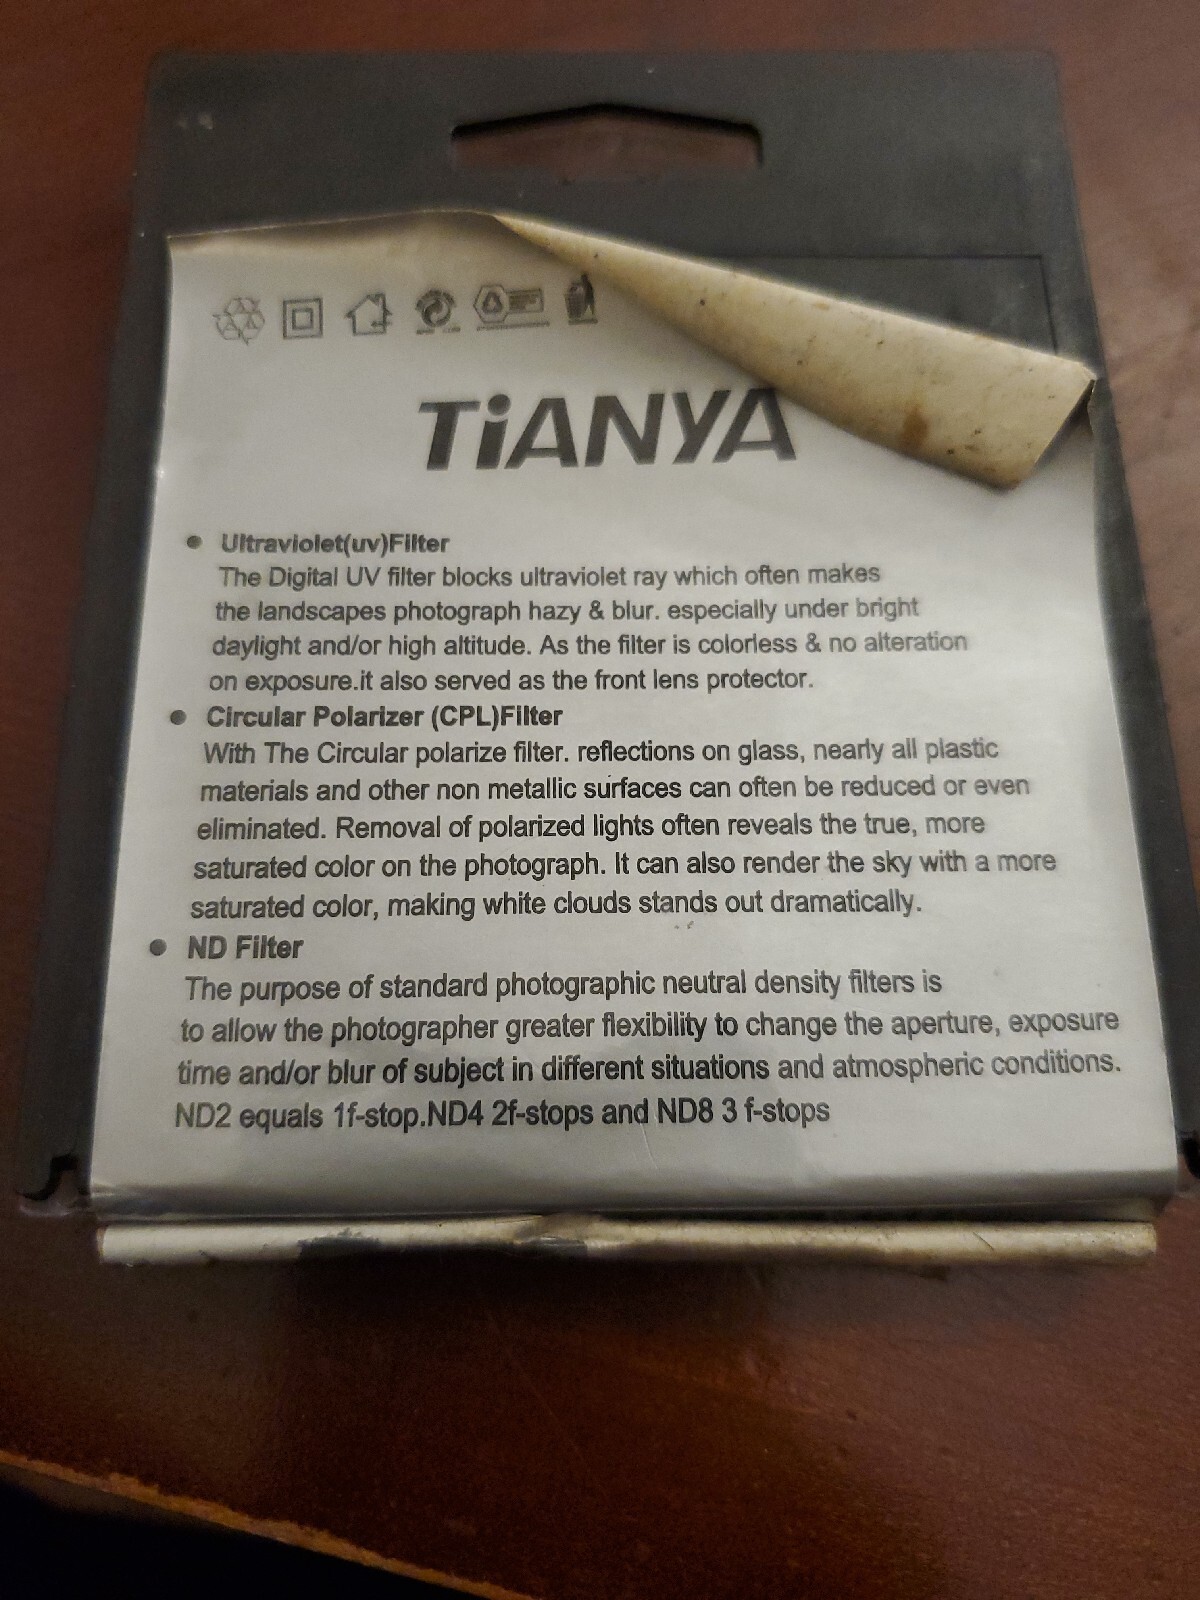 TiANYA
Ultraviolet(uv)Filter
The Digital UV filter blocks ultraviolet ray which often makes
the landscapes photograph hazy & blur. especially under bright
daylight and/or high altitude. As the filter is colorless & no alteration
on exposure.it also served as the front lens protector.
Circular Polarizer (CPL)Filter
With The Circular polarize filter. reflections on glass, nearly all plastic
materials and other non metallic surfaces can often be reduced or even
eliminated. Removal of polarized lights often reveals the true, more
saturated color on the photograph. It can also render the sky with a more
saturated color, making white clouds stands out dramatically.
ND Filter
The purpose of standard photographic neutral density filters is
to allow the photographer greater flexibility to change the aperture, exposure
time and/or blur of subject in different situations and atmospheric conditions.
ND2 equals 1f-stop.ND4 2f-stops and ND8 3 f-stops